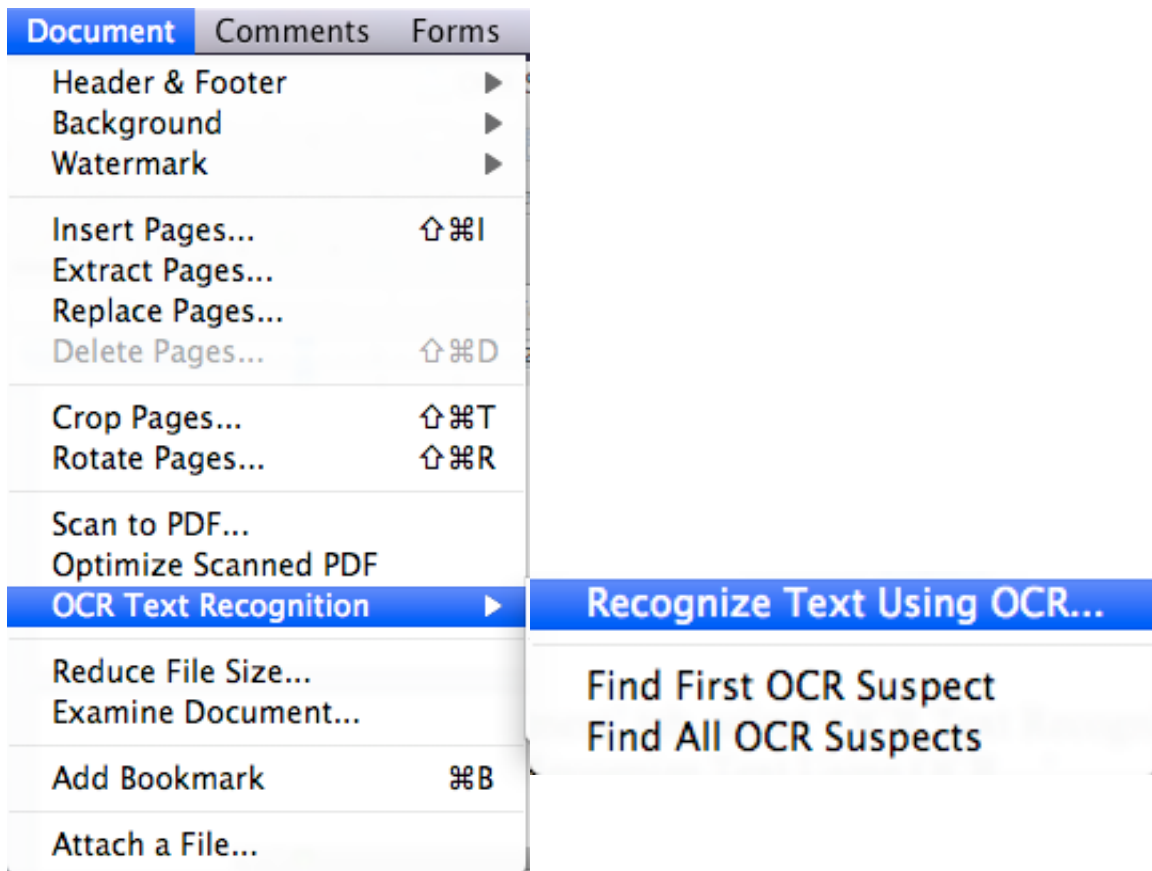 Document Comments Forms
Header & Footer ▶
Background ▶
Watermark ▶
Insert Pages... ⇧⌘I
Extract Pages...
Replace Pages...
Delete Pages... ⇧⌘D
Crop Pages... ⇧⌘T
Rotate Pages... ⇧⌘R
Scan to PDF...
Optimize Scanned PDF
OCR Text Recognition ▶
Recognize Text Using OCR...
Find First OCR Suspect
Find All OCR Suspects
Reduce File Size...
Examine Document...
Add Bookmark ⌘B
Attach a File...